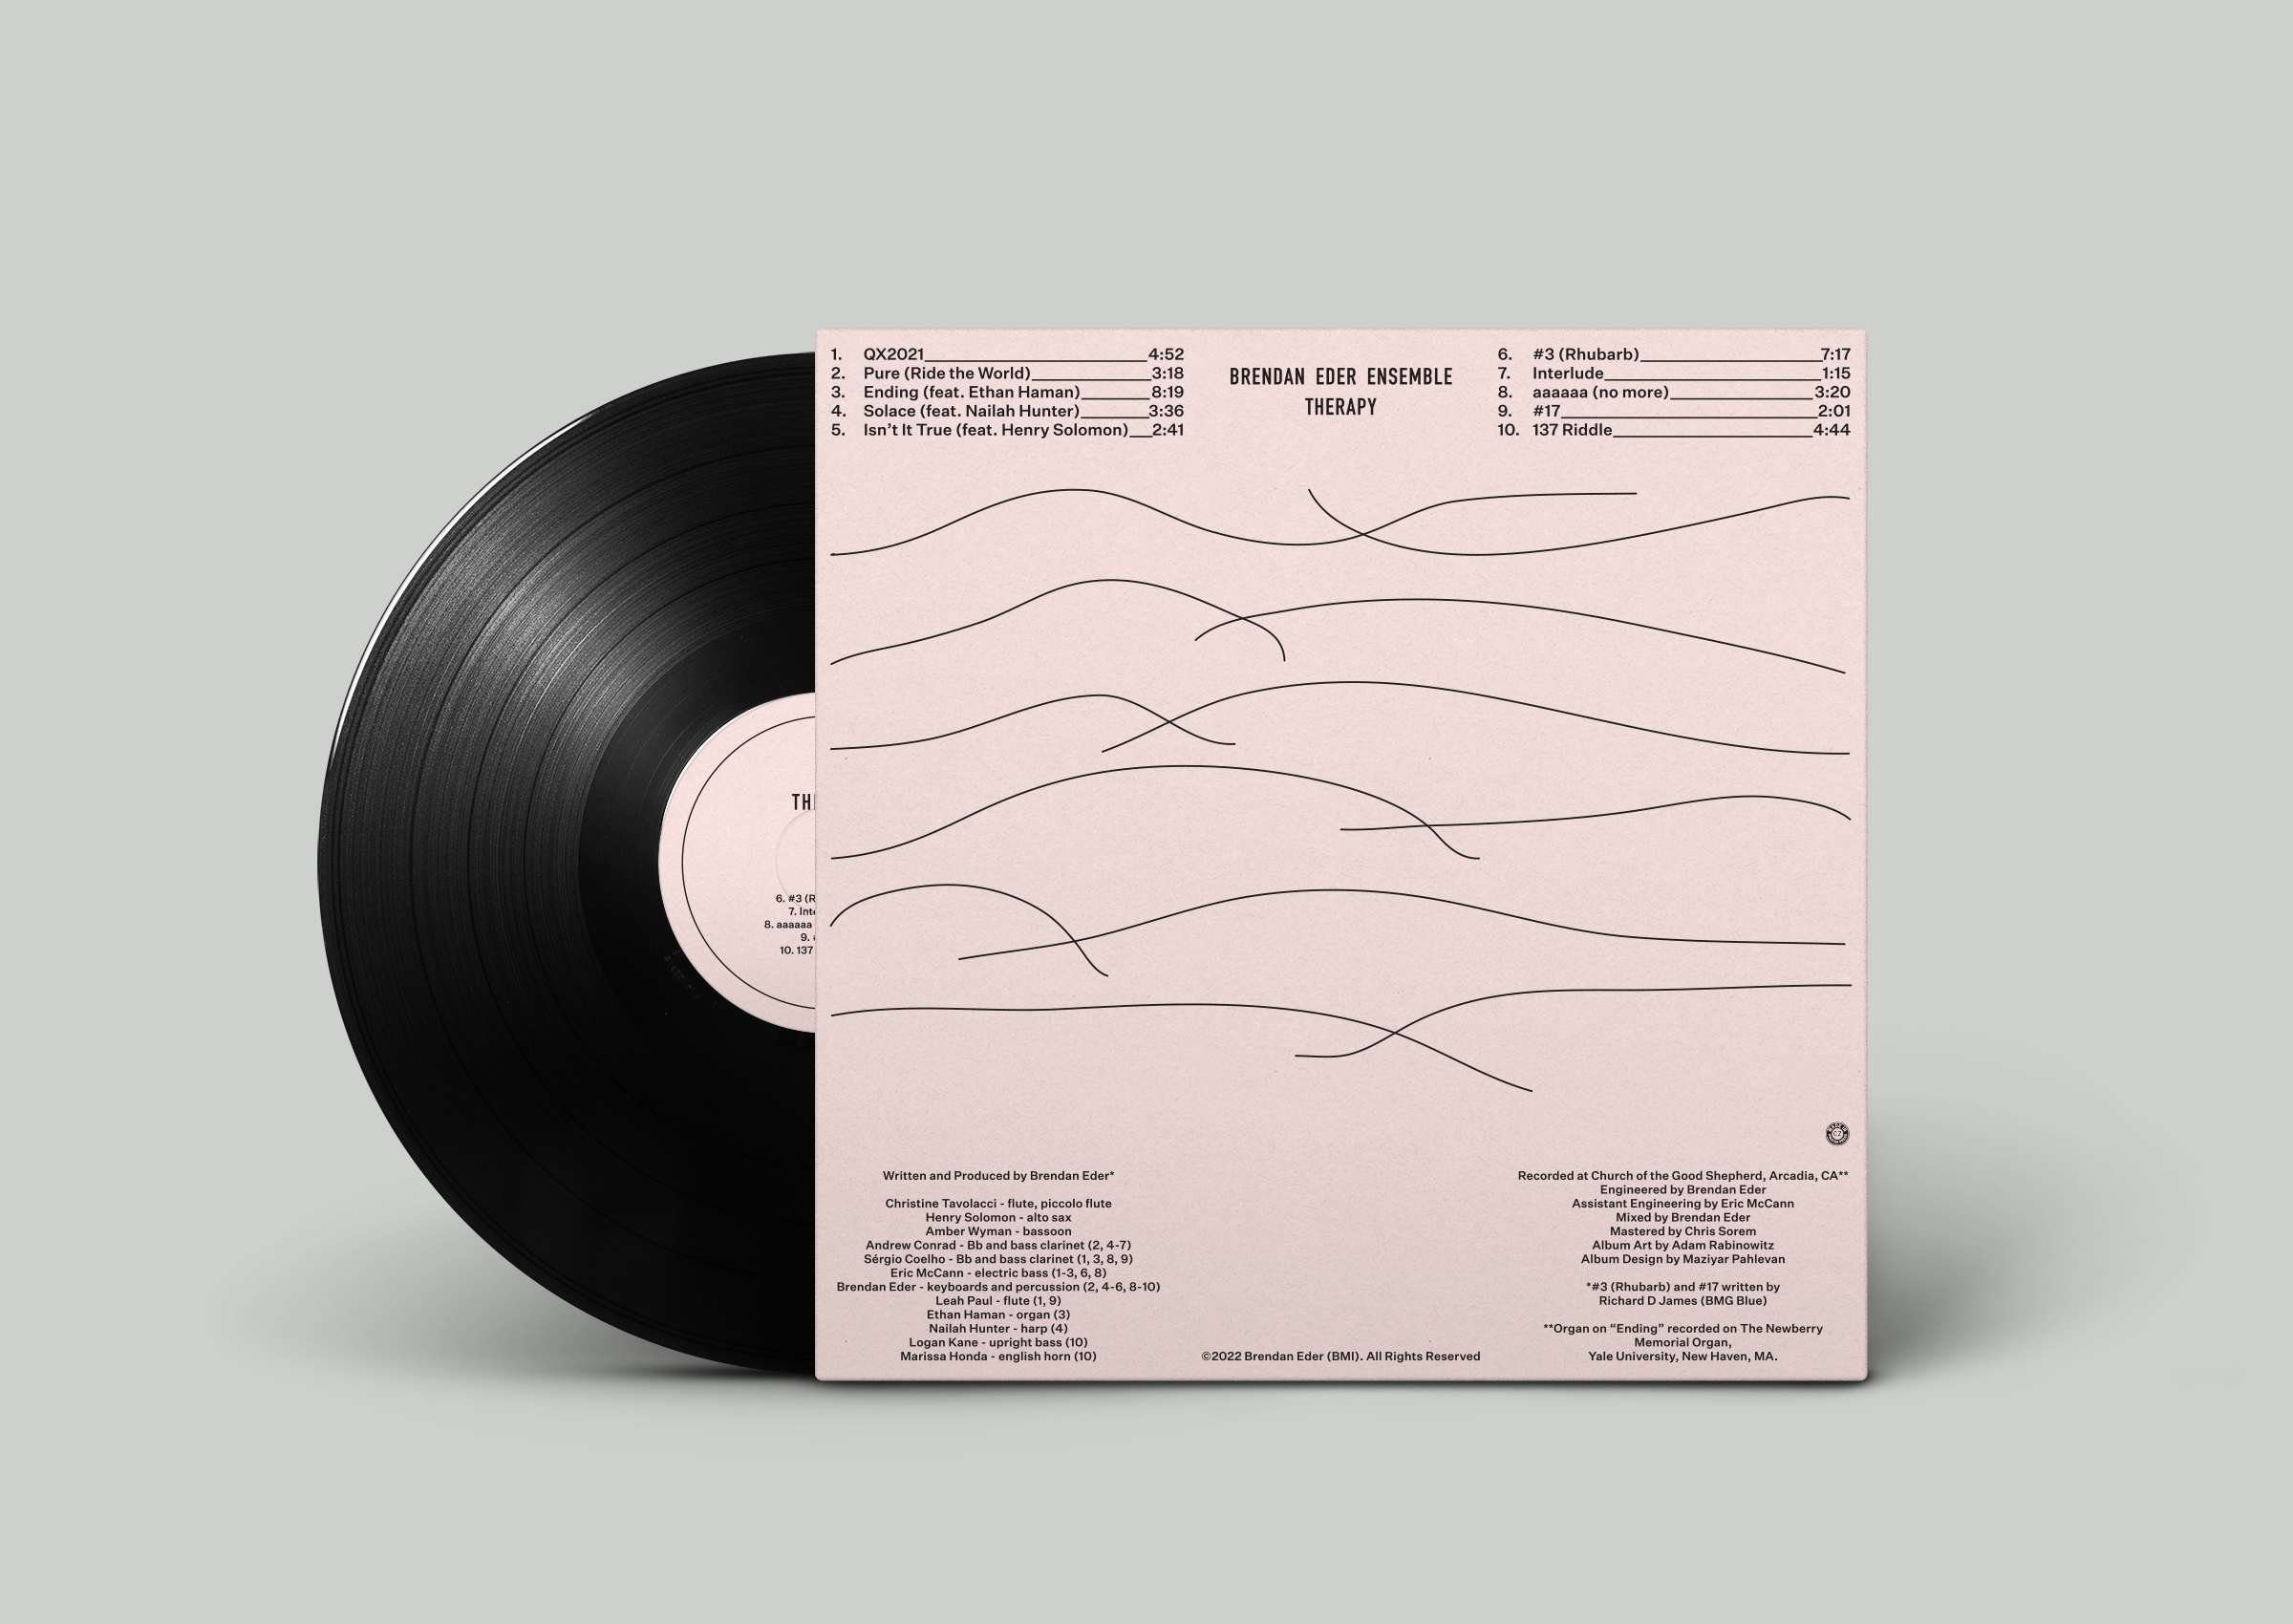 1. QX2021 4:52
2. Pure (Ride the World) 3:18
3. Ending (feat. Ethan Haman) 8:19
4. Solace (feat. Nailah Hunter) 3:36
5. Isn’t It True (feat. Henry Solomon) 2:41
BRENDAN EDER ENSEMBLE
THERAPY
6. #3 (Rhubarb) 7:17
7. Interlude 1:15
8. aaaaaa (no more) 3:20
9. #17 2:01
10. 137 Riddle 4:44
TH
6. #3 (R
7. Inte
8. aaaaaa
9.
10. 137
Written and Produced by Brendan Eder*
Christine Tavolacci - flute, piccolo flute
Henry Solomon - alto sax
Amber Wyman - bassoon
Andrew Conrad - Bb and bass clarinet (2, 4-7)
Sérgio Coelho - Bb and bass clarinet (1, 3, 8, 9)
Eric McCann - electric bass (1-3, 6, 8)
Brendan Eder - keyboards and percussion (2, 4-6, 8-10)
Leah Paul - flute (1, 9)
Ethan Haman - organ (3)
Nailah Hunter - harp (4)
Logan Kane - upright bass (10)
Marissa Honda - english horn (10)
©2022 Brendan Eder (BMI). All Rights Reserved
Recorded at Church of the Good Shepherd, Arcadia, CA**
Engineered by Brendan Eder
Assistant Engineering by Eric McCann
Mixed by Brendan Eder
Mastered by Chris Sorem
Album Art by Adam Rabinowitz
Album Design by Maziyar Pahlevan
*#3 (Rhubarb) and #17 written by
Richard D James (BMG Blue)
**Organ on “Ending” recorded on The Newberry
Memorial Organ,
Yale University, New Haven, MA.